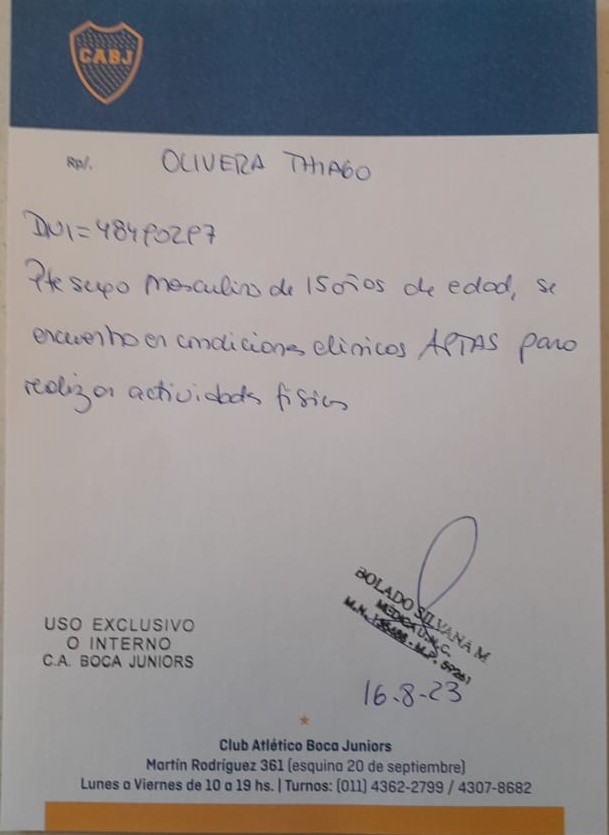 CABJ
Rp/. OLIVERA THIAGO
DNI=48490297
Pte sexo masculino de 15 años de edad, se
encuentra en condiciones clínicas APTAS para
realizar actividades física
BOLADO SILVANA M
MEDICA U.N.C.
M.N. - M.P. 59261
16-8-23
USO EXCLUSIVO
O INTERNO
C.A. BOCA JUNIORS
Club Atlético Boca Juniors
Martín Rodríguez 361 (esquina 20 de septiembre)
Lunes a Viernes de 10 a 19 hs. | Turnos: (011) 4362-2799 / 4307-8682